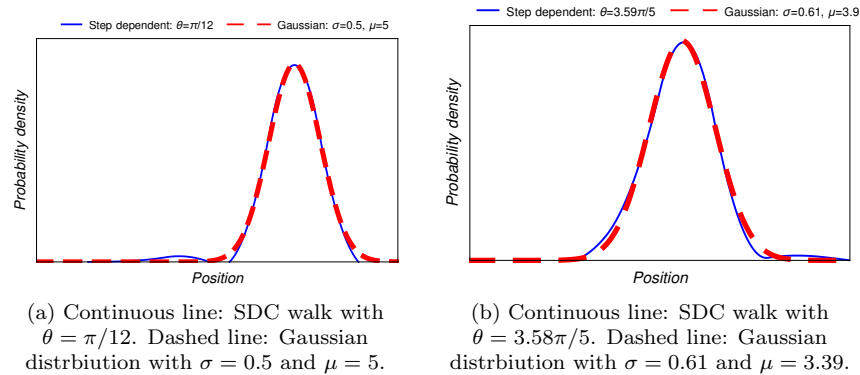 Step dependent: θ=π/12 Gaussian: σ=0.5, μ=5
Probability density
Position
(a) Continuous line: SDC walk with
θ = π/12. Dashed line: Gaussian
distrbiution with σ = 0.5 and μ = 5.
Step dependent: θ=3.59π/5 Gaussian: σ=0.61, μ=3.9
Probability density
Position
(b) Continuous line: SDC walk with
θ = 3.58π/5. Dashed line: Gaussian
distrbiution with σ = 0.61 and μ = 3.39.